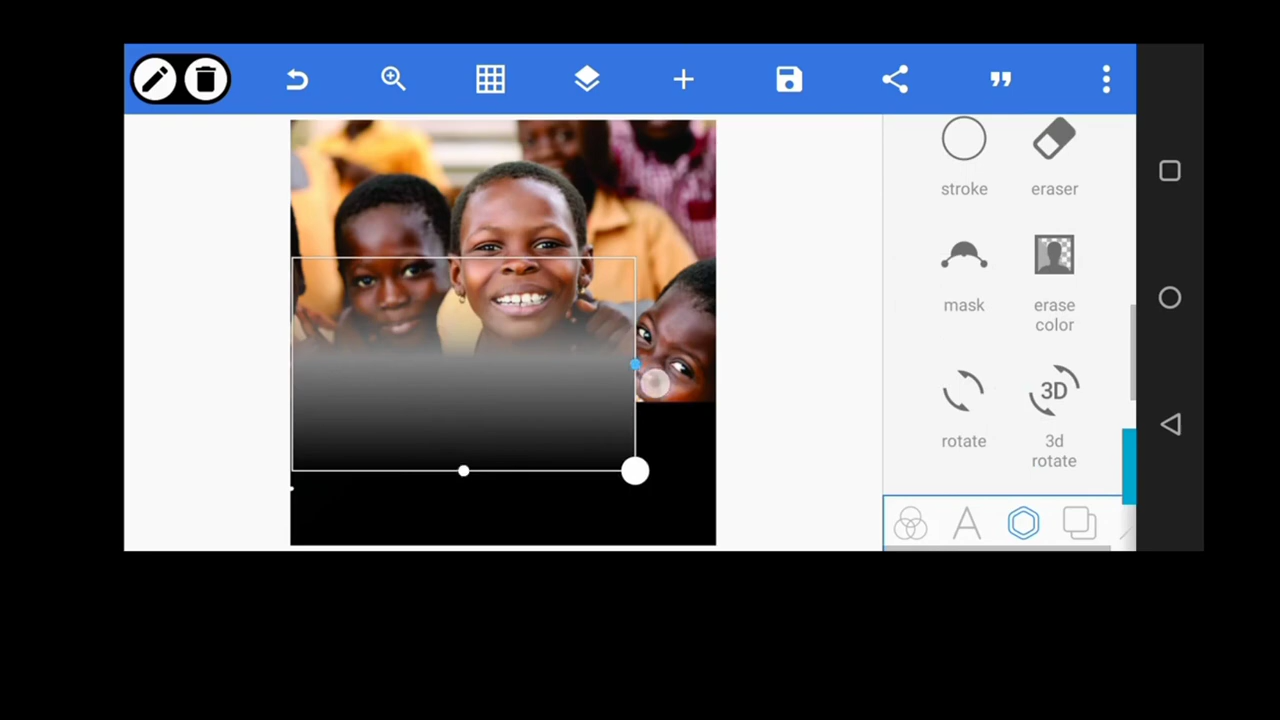 stroke
eraser
mask
erase
color
3D
rotate
3d
rotate
A